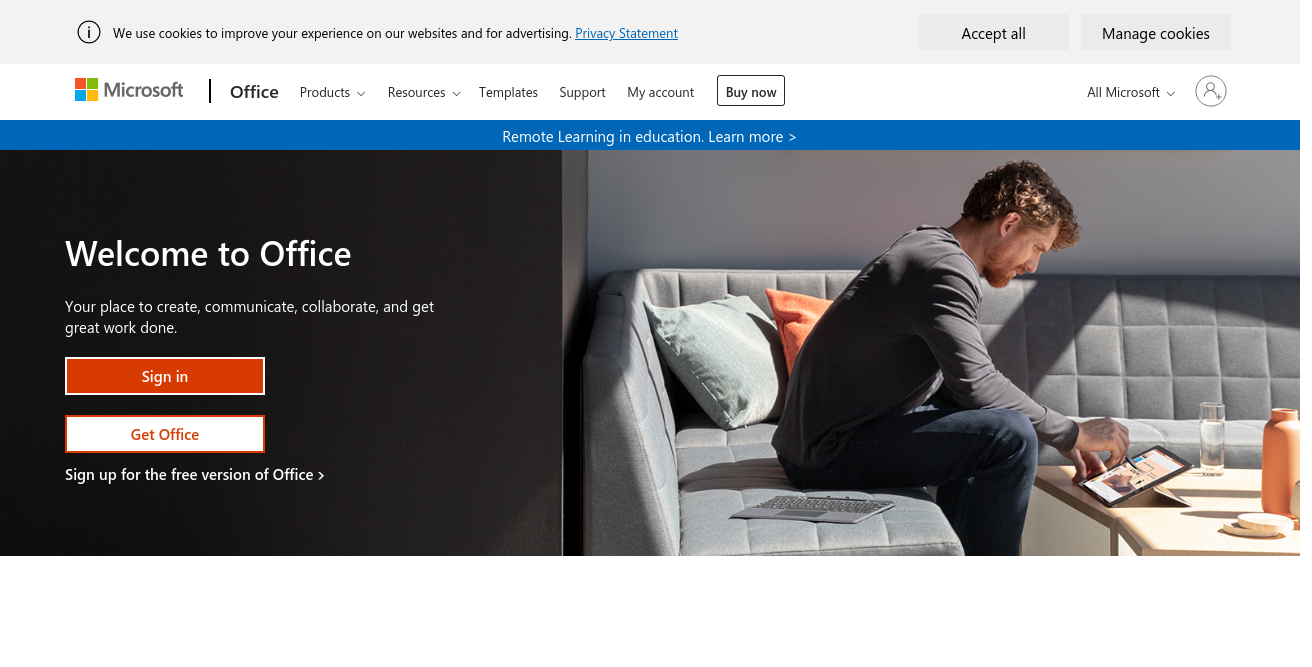 We use cookies to improve your experience on our websites and for advertising. Privacy Statement
Accept all
Manage cookies
Microsoft
Office
Products
Resources
Templates
Support
My account
Buy now
All Microsoft
Remote Learning in education. Learn more >
Welcome to Office
Your place to create, communicate, collaborate, and get
great work done.
Sign in
Get Office
Sign up for the free version of Office >